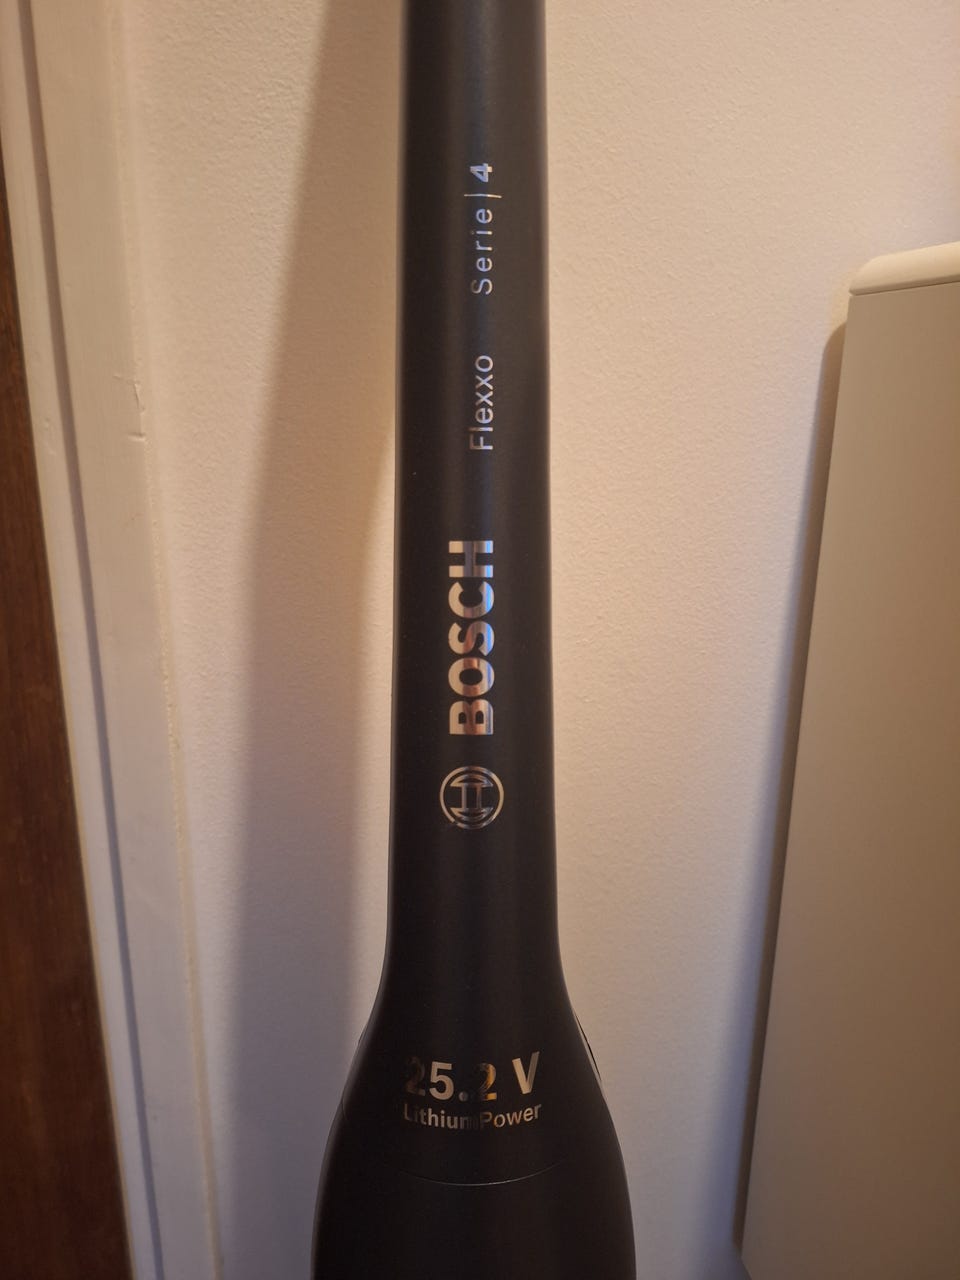 BOSCH Flexxo Serie | 4
25.2 V
LithiumPower